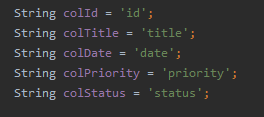 String colId = 'id';
String colTitle = 'title';
String colDate = 'date';
String colPriority = 'priority';
String colStatus = 'status';